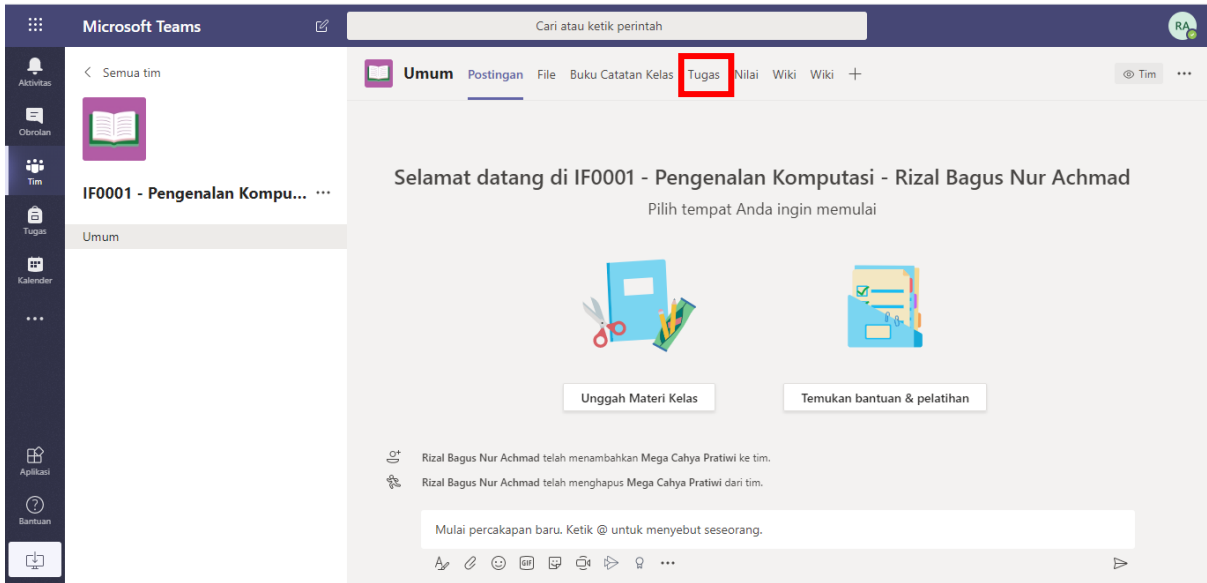 Microsoft Teams
Cari atau ketik perintah
RA
Aktivitas
Obrolan
Tim
Tugas
Kalender
Aplikasi
Bantuan
Semua tim
IF0001 - Pengenalan Kompu...
Umum
Umum Postingan File Buku Catatan Kelas Tugas Nilai Wiki Wiki
Tim
Selamat datang di IF0001 - Pengenalan Komputasi - Rizal Bagus Nur Achmad
Pilih tempat Anda ingin memulai
Unggah Materi Kelas
Temukan bantuan & pelatihan
Rizal Bagus Nur Achmad telah menambahkan Mega Cahya Pratiwi ke tim.
Rizal Bagus Nur Achmad telah menghapus Mega Cahya Pratiwi dari tim.
Mulai percakapan baru. Ketik @ untuk menyebut seseorang.
GIF